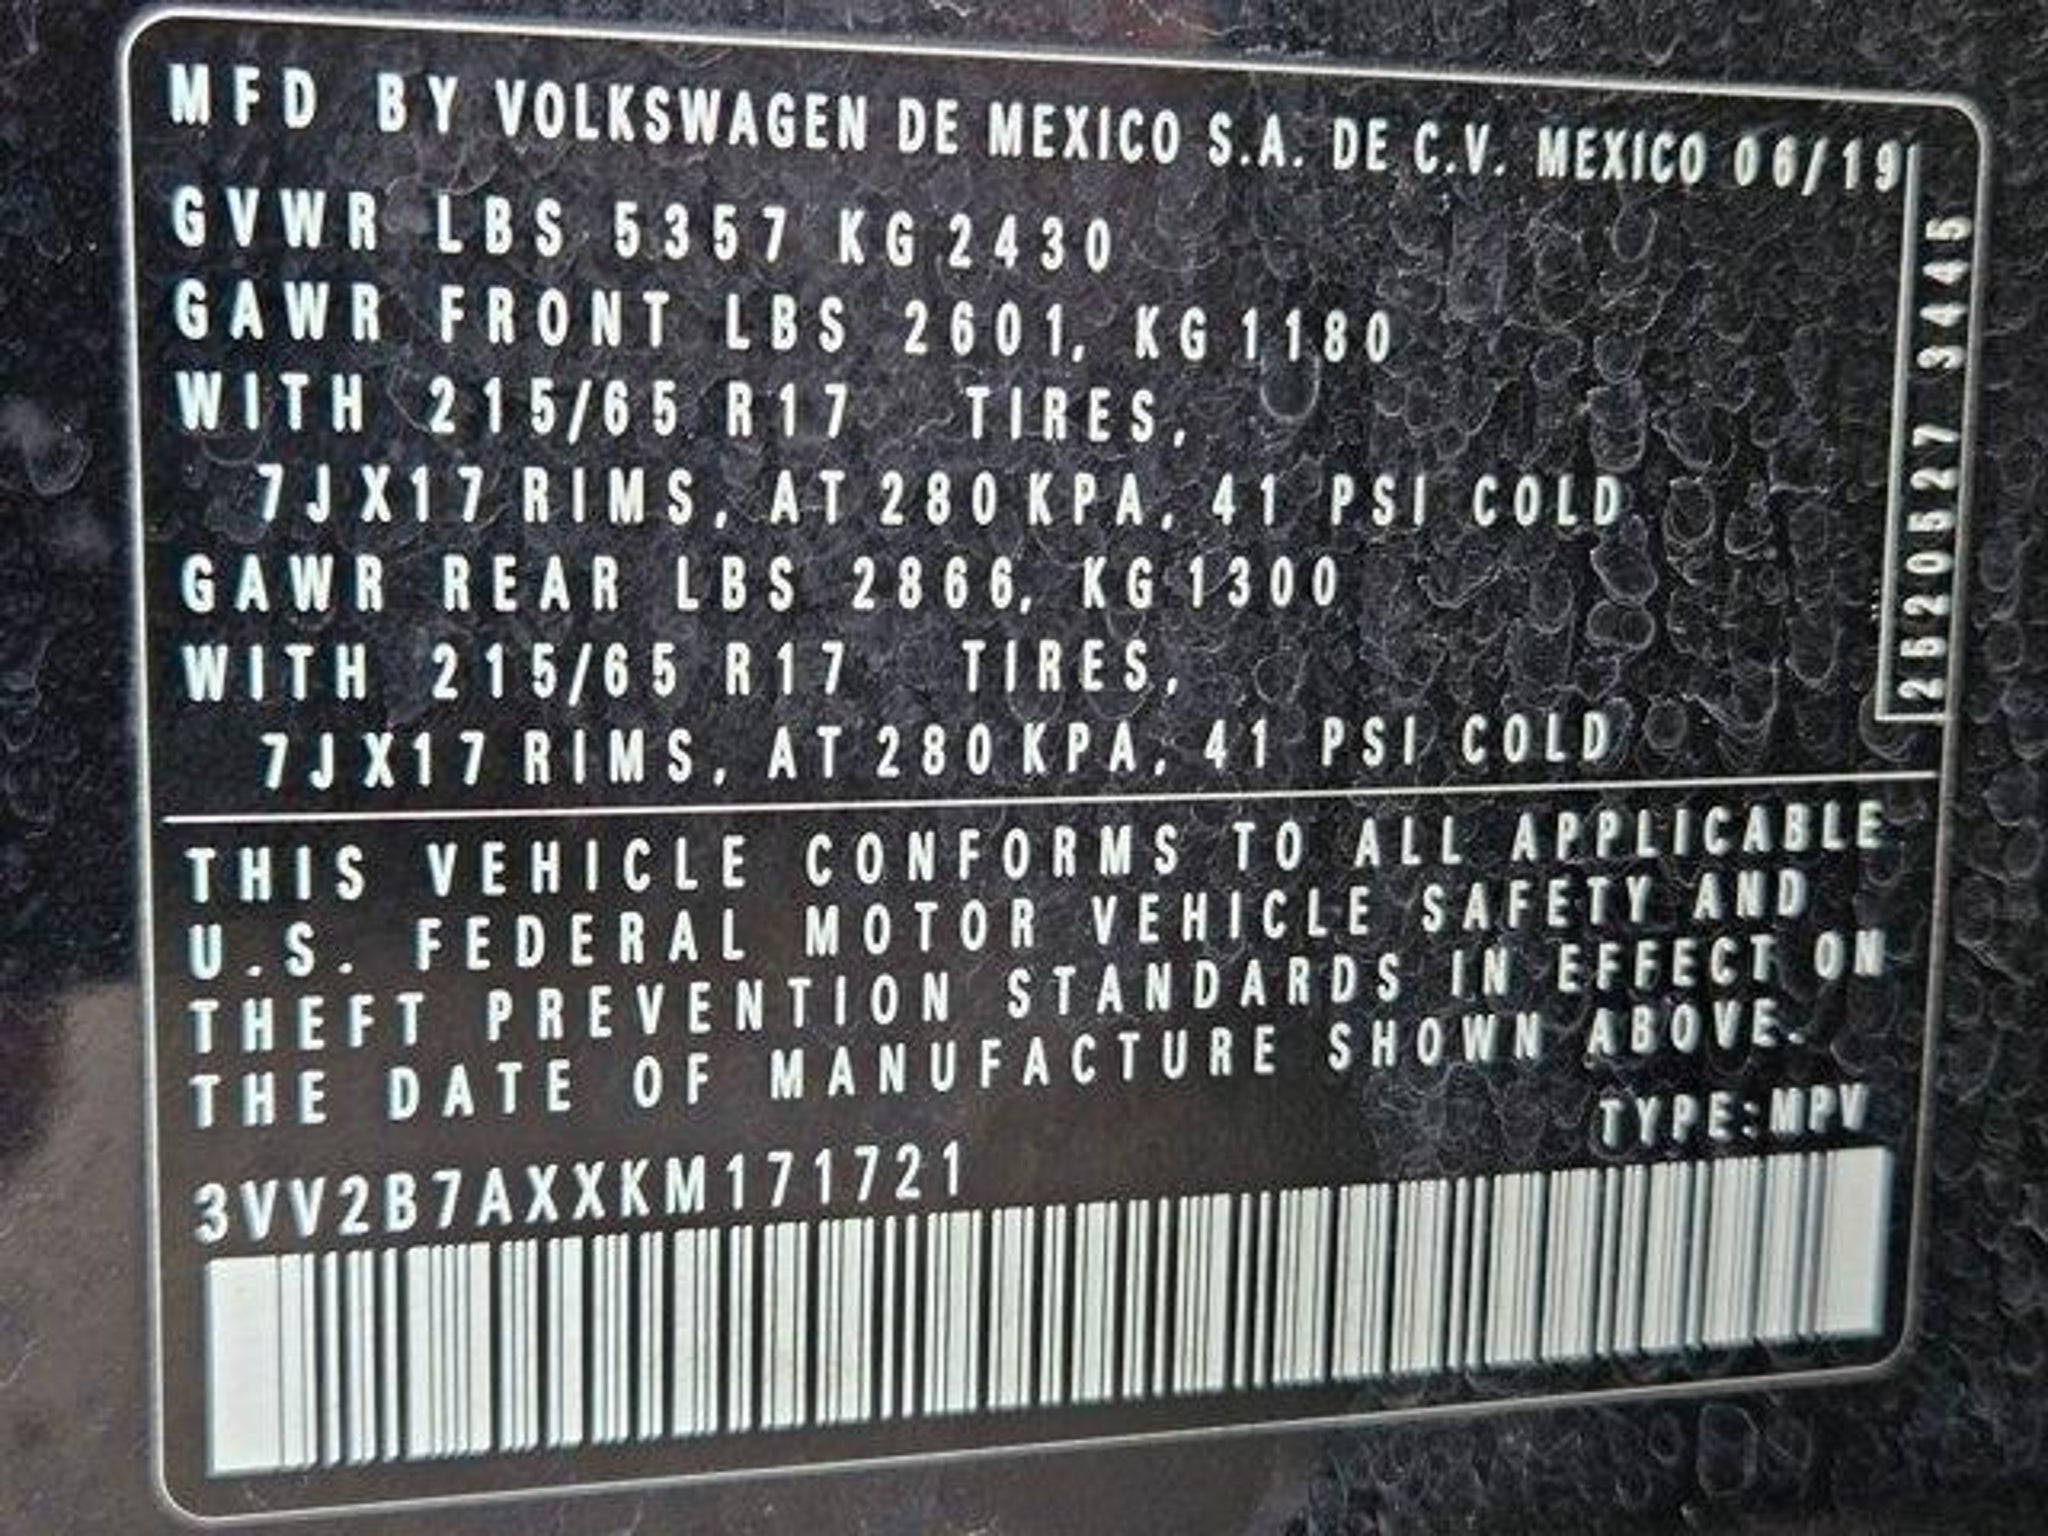 MFD BY VOLKSWAGEN DE MEXICO S.A. DE C.V. MEXICO 06/19
GVWR LBS 5357 KG 2430
GAWR FRONT LBS 2601, KG 1180
WITH 215/65 R17 TIRES,
7JX17 RIMS, AT 280 KPA, 41 PSI COLD
GAWR REAR LBS 2866, KG 1300
WITH 215/65 R17 TIRES,
7JX17 RIMS, AT 280 KPA, 41 PSI COLD
2520527 3445
THIS VEHICLE CONFORMS TO ALL APPLICABLE
U.S. FEDERAL MOTOR VEHICLE SAFETY AND
THEFT PREVENTION STANDARDS IN EFFECT ON
THE DATE OF MANUFACTURE SHOWN ABOVE.
TYPE:MPV
3VV2B7AXXKM171721